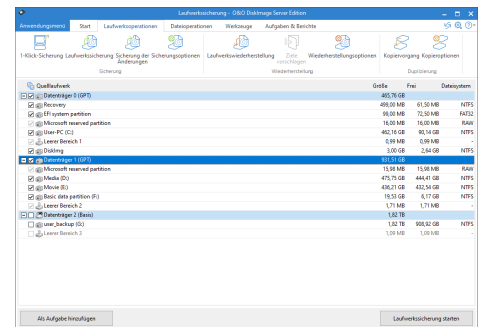 Laufwerkssicherung - O&O DiskImage Server Edition
Anwendungsmenü Start Laufwerksoperationen Dateioperationen Werkzeuge Aufgaben & Berichte
1-Klick-Sicherung Laufwerkssicherung Sicherung der Änderungen Sicherungsoptionen Laufwerkswiederherstellung Ziele vorschlagen Wiederherstellungsoptionen Kopiervorgang Kopieroptionen
Sicherung Wiederherstellung Duplizierung
Quelllaufwerk Größe Frei Dateisystem
Datenträger 0 (GPT) 465,76 GB
Recovery 499,00 MB 61,50 MB NTFS
EFI system partition 98,00 MB 72,50 MB FAT32
Microsoft reserved partition 16,00 MB 16,00 MB RAW
User-PC (C:) 462,16 GB 80,14 GB NTFS
Leerer Bereich 1 0,99 MB 0,99 MB -
DiskImg 3,00 GB 2,64 GB NTFS
Datenträger 1 (GPT) 931,51 GB
Microsoft reserved partition 15,98 MB 15,98 MB RAW
Media (D:) 475,75 GB 444,41 GB NTFS
Movie (E:) 436,21 GB 432,54 GB NTFS
Basic data partition (F:) 19,53 GB 6,17 GB NTFS
Leerer Bereich 2 1,71 MB 1,71 MB -
Datenträger 2 (Basis) 1,82 TB
user_backup (G:) 1,82 TB 908,92 GB NTFS
Leerer Bereich 3 1,09 MB 1,09 MB -
Als Aufgabe hinzufügen Laufwerkssicherung starten